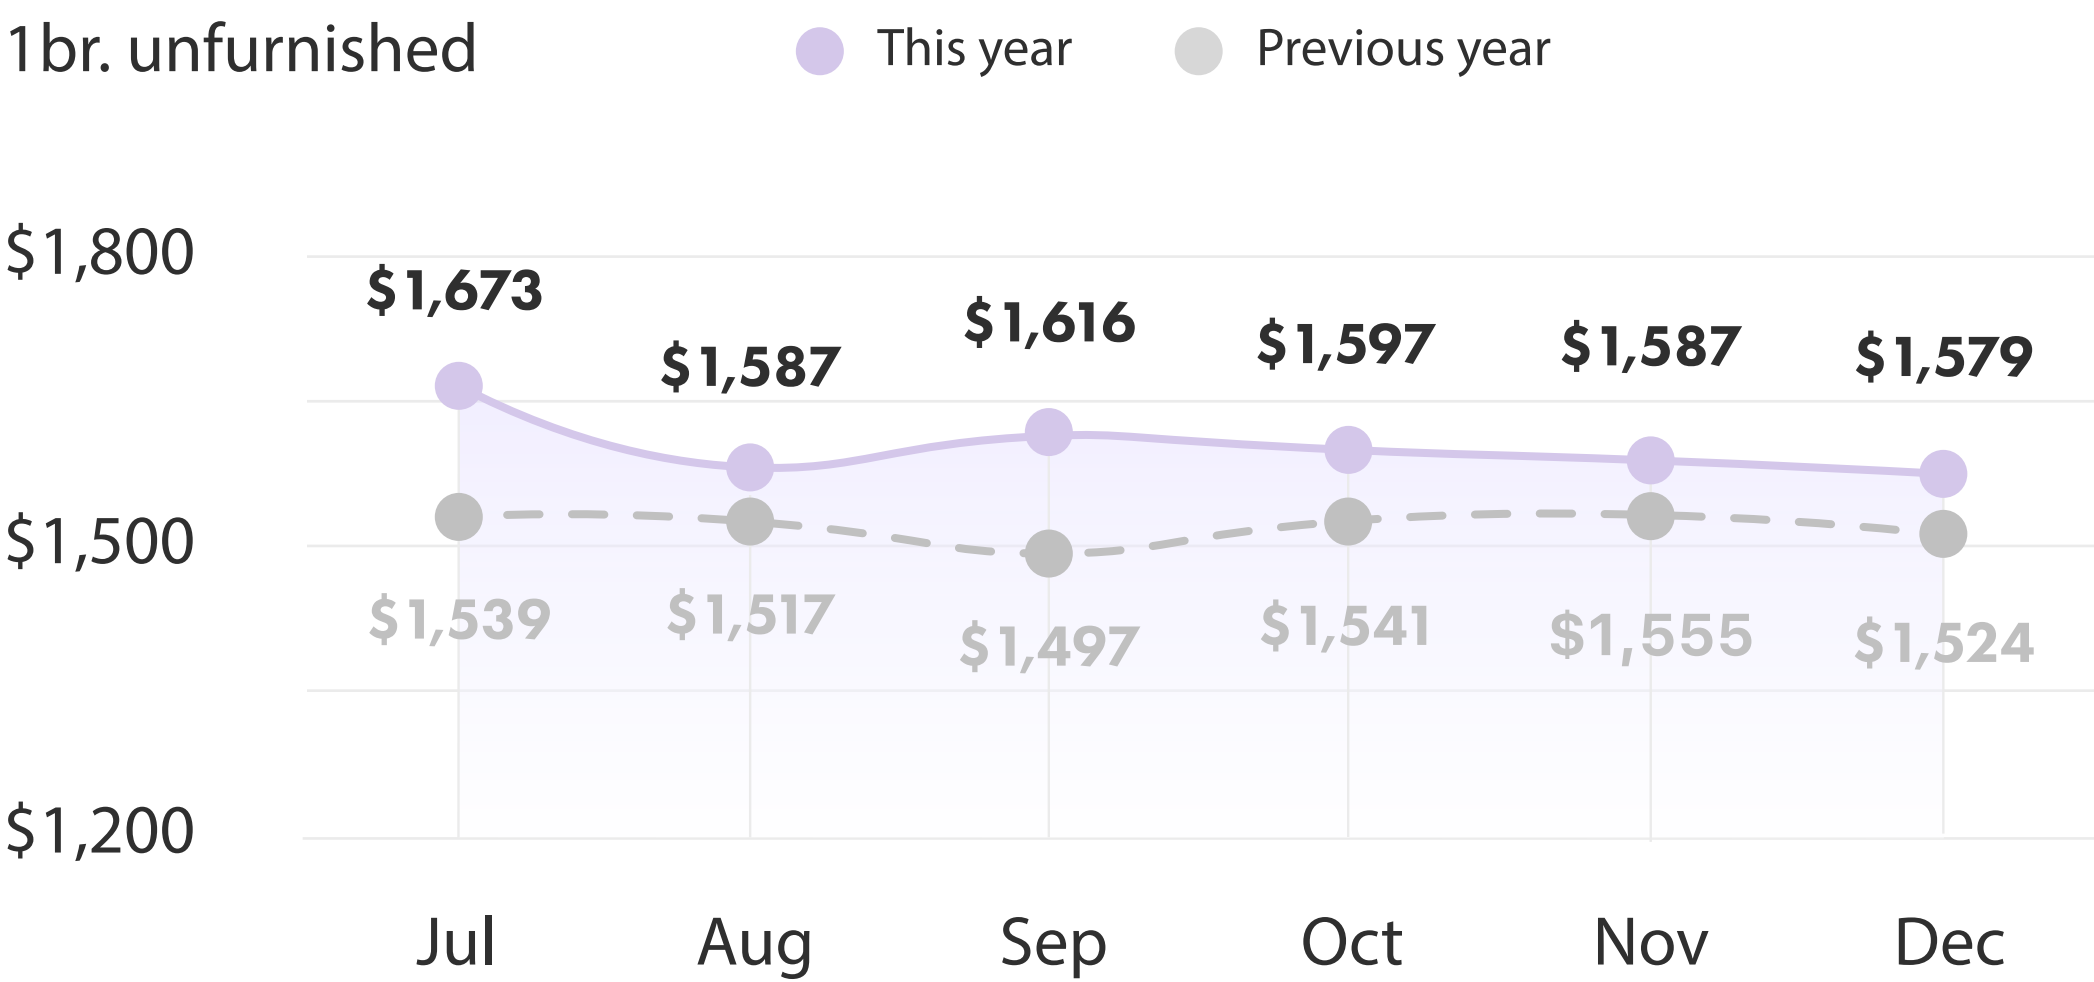 1br. unfurnished
This year
Previous year
$1,800
$1,673
$1,587
$1,616
$1,597
$1,587
$1,579
$1,500
$1,539
$1,517
$1,497
$1,541
$1,555
$1,524
$1,200
Jul
Aug
Sep
Oct
Nov
Dec